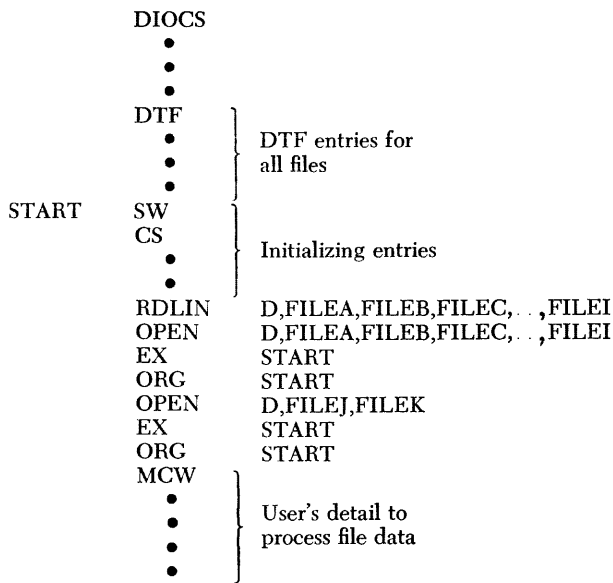 DIOCS
•
•
•
DTF
•
•
•
DTF entries for
all files
START SW
CS
•
•
Initializing entries
RDLIN D,FILEA,FILEB,FILEC,. . ,FILEI
OPEN D,FILEA,FILEB,FILEC,. . ,FILEI
EX START
ORG START
OPEN D,FILEJ,FILEK
EX START
ORG START
MCW
•
•
•
•
User's detail to
process file data